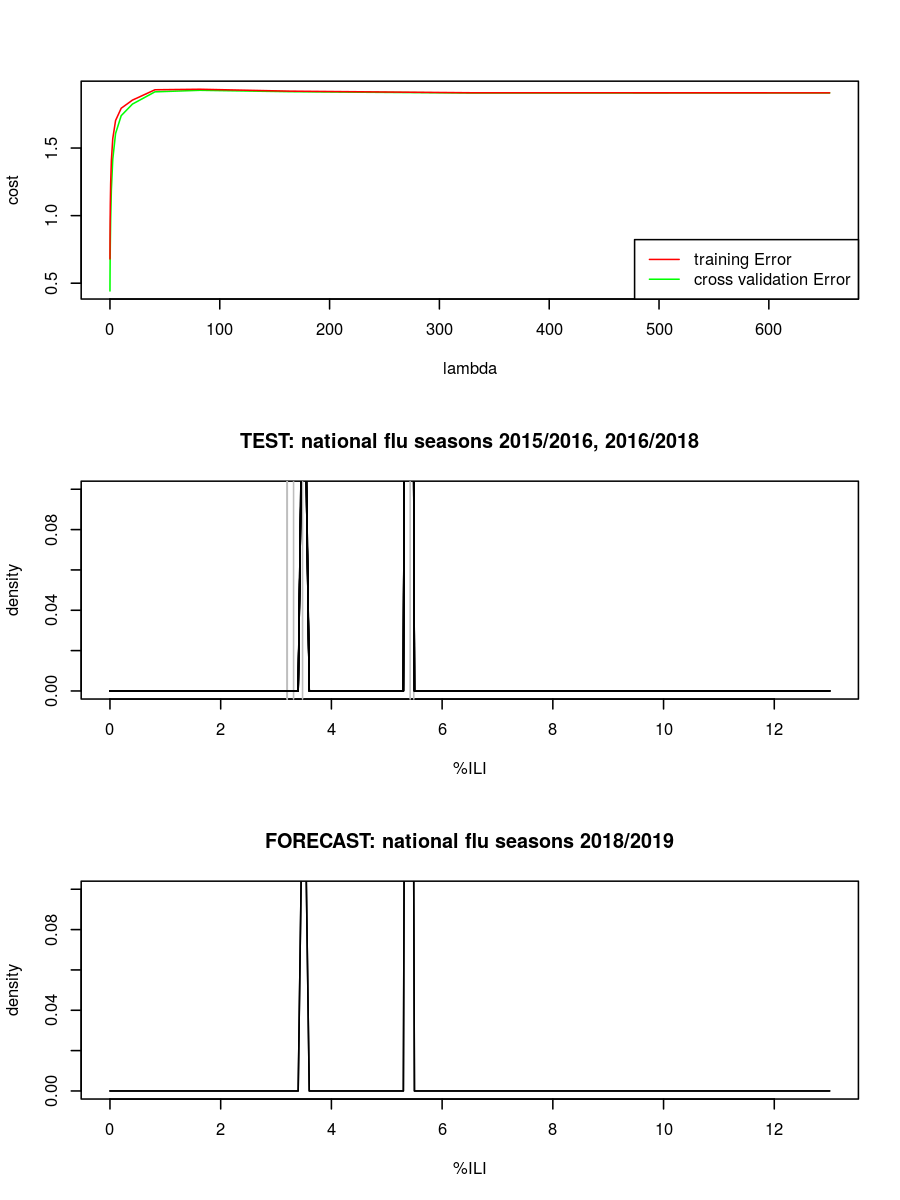 cost
1.5
1.0
0.5
training Error
cross validation Error
0 100 200 300 400 500 600
lambda
TEST: national flu seasons 2015/2016, 2016/2018
density
0.08
0.04
0.00
0 2 4 6 8 10 12
%ILI
FORECAST: national flu seasons 2018/2019
density
0.08
0.04
0.00
0 2 4 6 8 10 12
%ILI